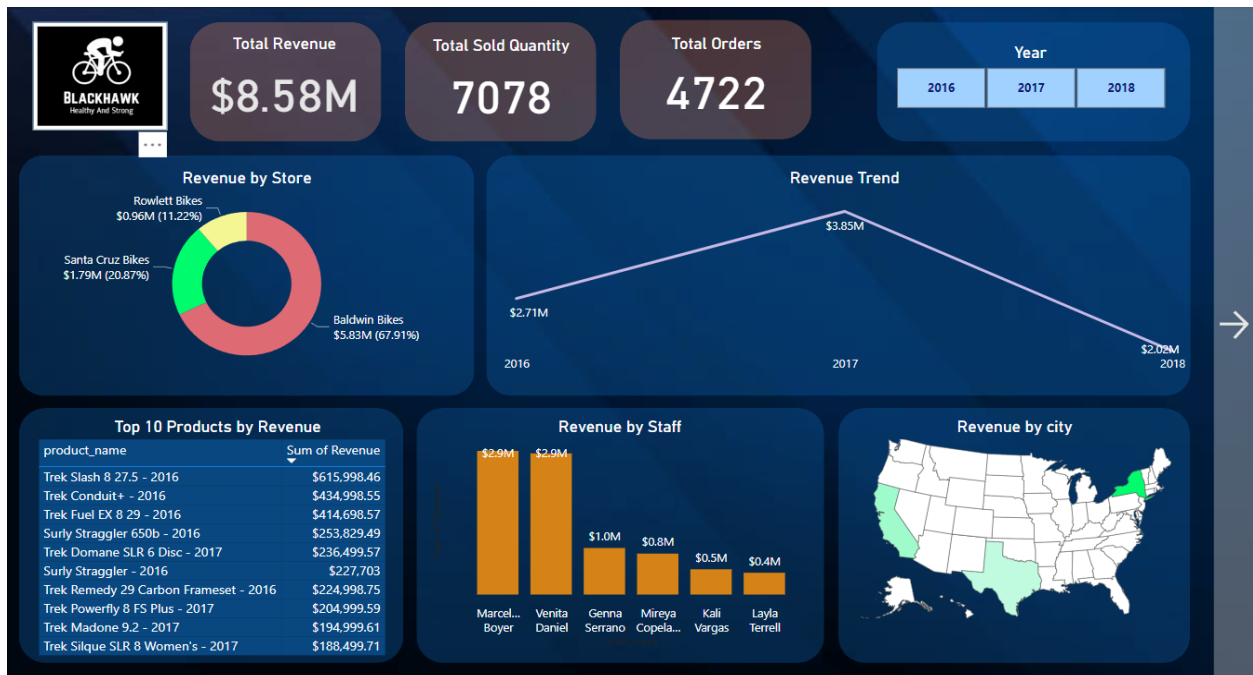 BLACKHAWK
Healthy And Strong
Total Revenue
$8.58M
Total Sold Quantity
7078
Total Orders
4722
Year
2016 2017 2018
Revenue by Store
Rowlett Bikes
$0.96M (11.22%)
Santa Cruz Bikes
$1.79M (20.87%)
Baldwin Bikes
$5.83M (67.91%)
Revenue Trend
$3.85M
$2.71M
$2.02M
2016 2017 2018
Top 10 Products by Revenue
product_name Sum of Revenue
Trek Slash 8 27.5 - 2016 $615,998.46
Trek Conduit+ - 2016 $434,998.55
Trek Fuel EX 8 29 - 2016 $414,698.57
Surly Straggler 650b - 2016 $253,829.49
Trek Domane SLR 6 Disc - 2017 $236,499.57
Surly Straggler - 2016 $227,703
Trek Remedy 29 Carbon Frameset - 2016 $224,998.75
Trek Powerfly 8 FS Plus - 2017 $204,999.59
Trek Madone 9.2 - 2017 $194,999.61
Trek Silque SLR 8 Women's - 2017 $188,499.71
Revenue by Staff
$2.9M $2.9M $1.0M $0.8M $0.5M $0.4M
Marcel... Venita Genna Mireya Kali Layla
Boyer Daniel Serrano Copela... Vargas Terrell
Revenue by city